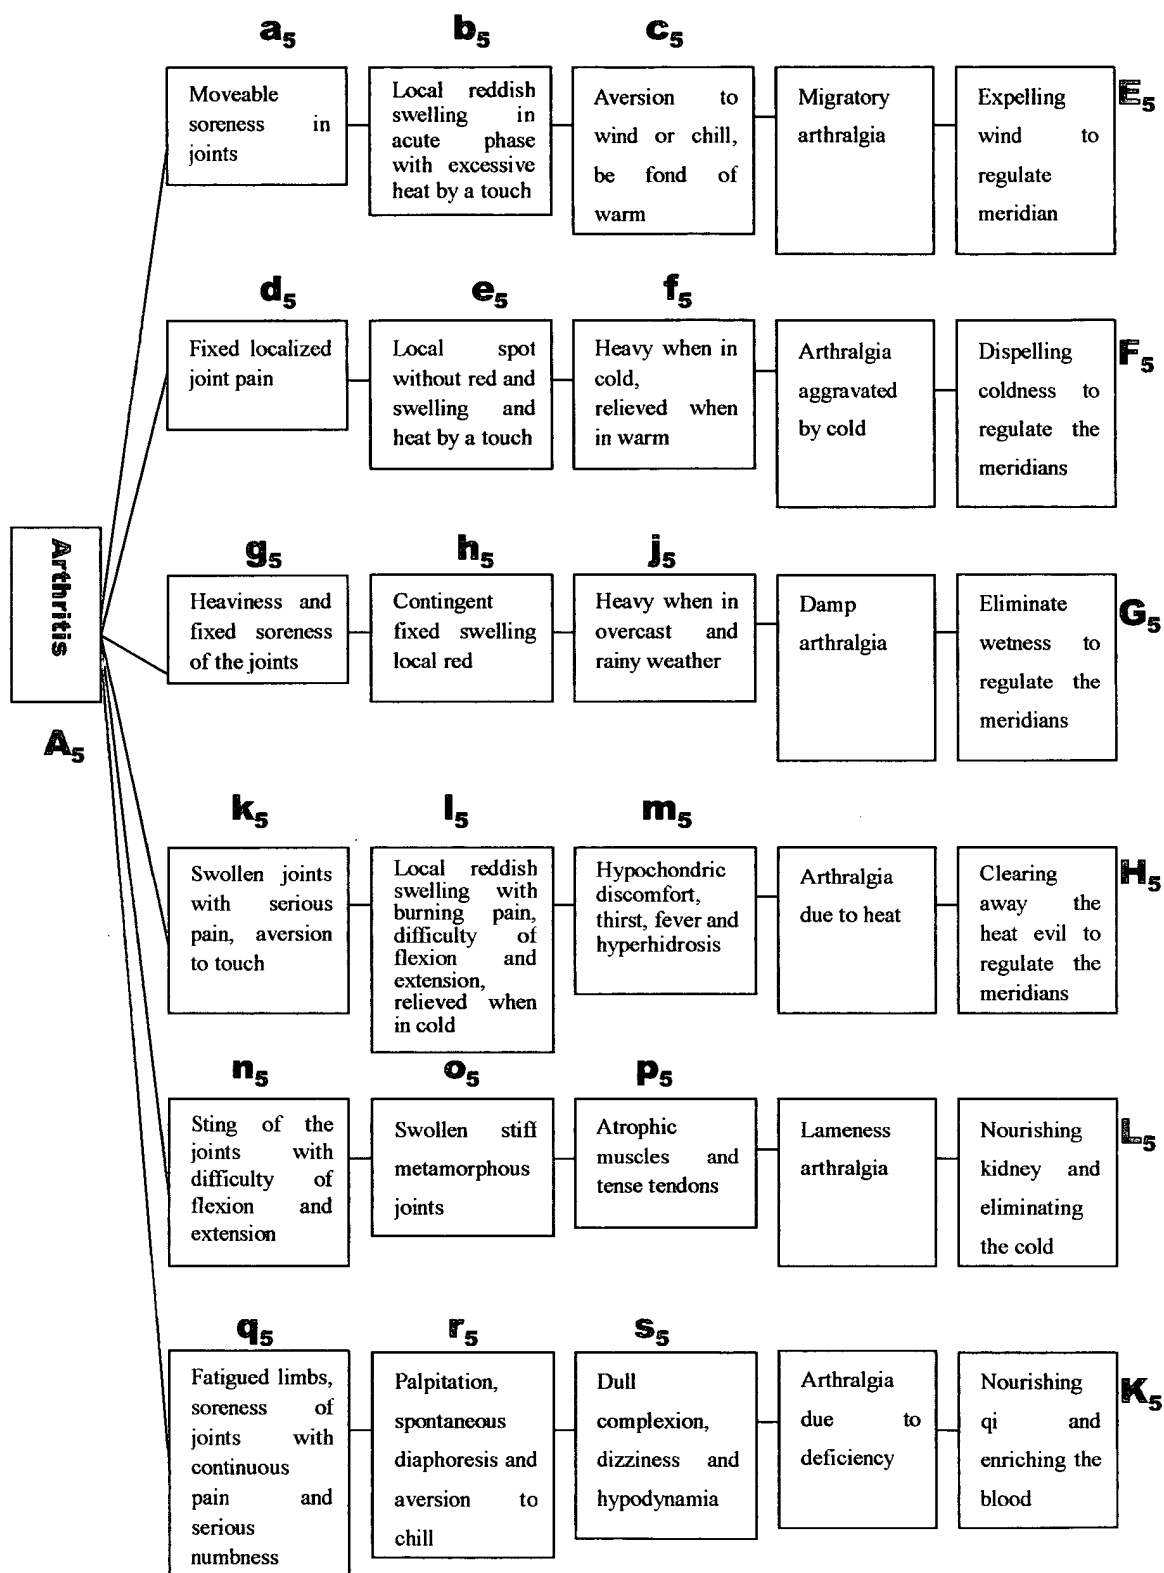 a5 b5 c5
Moveable
soreness in
joints
Local reddish
swelling in
acute phase
with excessive
heat by a touch
Aversion to
wind or chill,
be fond of
warm
Migratory
arthralgia
Expelling
wind to
regulate
meridian
E5
d5 e5 f5
Fixed localized
joint pain
Local spot
without red and
swelling and
heat by a touch
Heavy when in
cold,
relieved when
in warm
Arthralgia
aggravated
by cold
Dispelling
coldness to
regulate the
meridians
F5
Arthritis
A5
g5 h5 j5
Heaviness and
fixed soreness
of the joints
Contingent
fixed swelling
local red
Heavy when in
overcast and
rainy weather
Damp
arthralgia
Eliminate
wetness to
regulate the
meridians
G5
k5 l5 m5
Swollen joints
with serious
pain, aversion
to touch
Local reddish
swelling with
burning pain,
difficulty of
flexion and
extension,
relieved when
in cold
Hypochondric
discomfort,
thirst, fever and
hyperhidrosis
Arthralgia
due to heat
Clearing
away the
heat evil to
regulate the
meridians
H5
n5 o5 p5
Sting of the
joints with
difficulty of
flexion and
extension
Swollen stiff
metamorphous
joints
Atrophic
muscles and
tense tendons
Lameness
arthralgia
Nourishing
kidney and
eliminating
the cold
L5
q5 r5 s5
Fatigued limbs,
soreness of
joints with
continuous
pain and
serious
numbness
Palpitation,
spontaneous
diaphoresis and
aversion to
chill
Dull
complexion,
dizziness and
hypodynamia
Arthralgia
due to
deficiency
Nourishing
qi and
enriching the
blood
K5